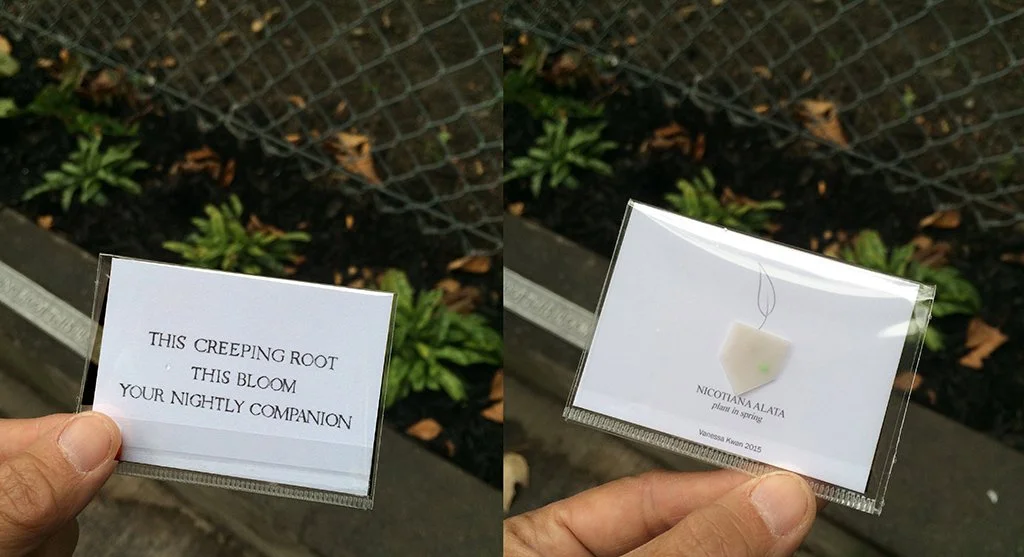 THIS CREEPING ROOT
THIS BLOOM
YOUR NIGHTLY COMPANION
NICOTIANA ALATA
plant in spring
Vanessa Kwan 2015